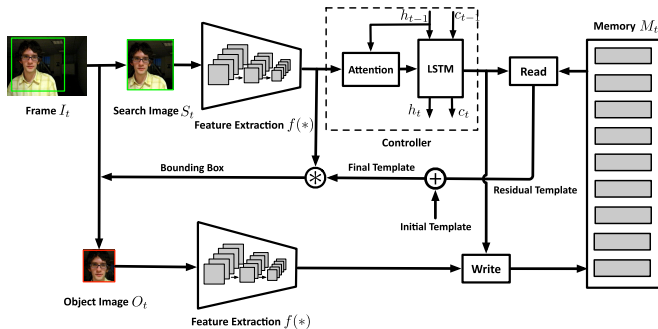 h_{t-1} c_{t-1}
Memory M_t
Attention
LSTM
Read
Frame I_t
Search Image S_t
Feature Extraction f(*)
h_t c_t
Controller
Bounding Box
Final Template
Residual Template
Initial Template
Write
Object Image O_t
Feature Extraction f(*)